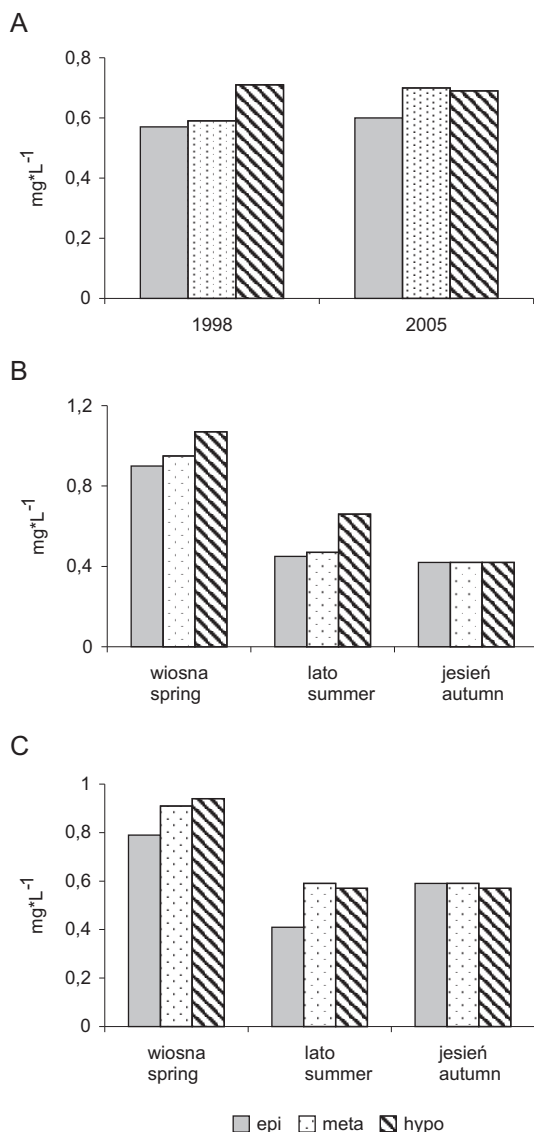 A
0,8
0,6
0,4
0,2
0
mg*L-1
1998 2005
B
1,2
0,8
0,4
0
mg*L-1
wiosna lato jesień
spring summer autumn
C
1
0,8
0,6
0,4
0,2
0
mg*L-1
wiosna lato jesień
spring summer autumn
epi meta hypo